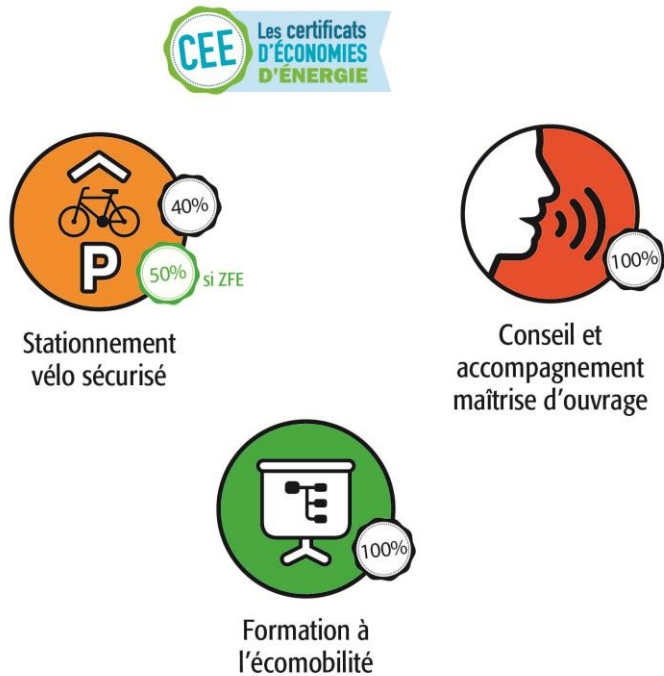 CEE
Les certificats
D'ÉCONOMIES
D'ÉNERGIE
40%
P
50% si ZFE
Stationnement
vélo sécurisé
100%
Conseil et
accompagnement
maîtrise d'ouvrage
100%
Formation à
l'écomobilité